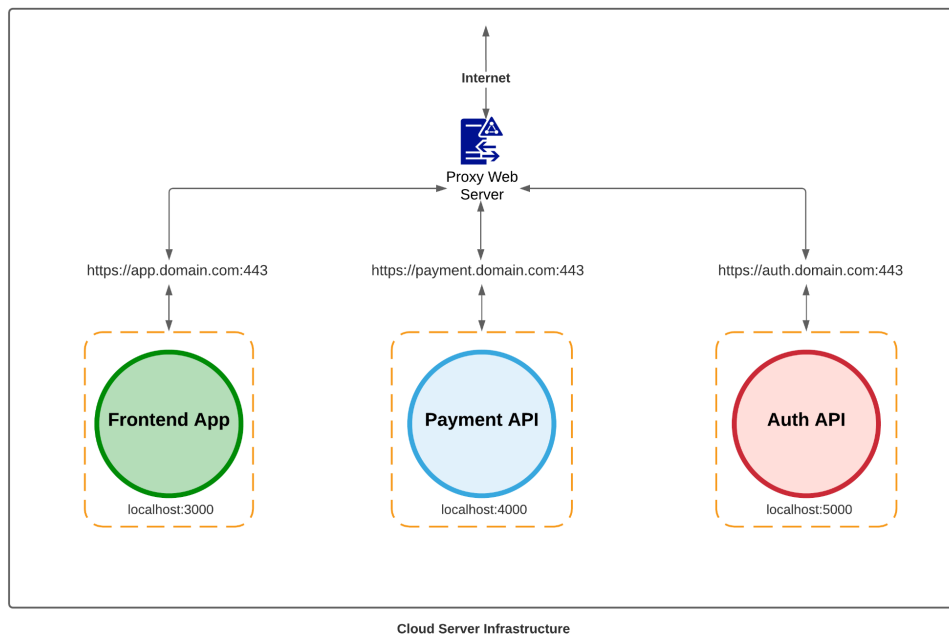 Internet
Proxy Web
Server
https://app.domain.com:443
https://payment.domain.com:443
https://auth.domain.com:443
Frontend App
Payment API
Auth API
localhost:3000
localhost:4000
localhost:5000
Cloud Server Infrastructure